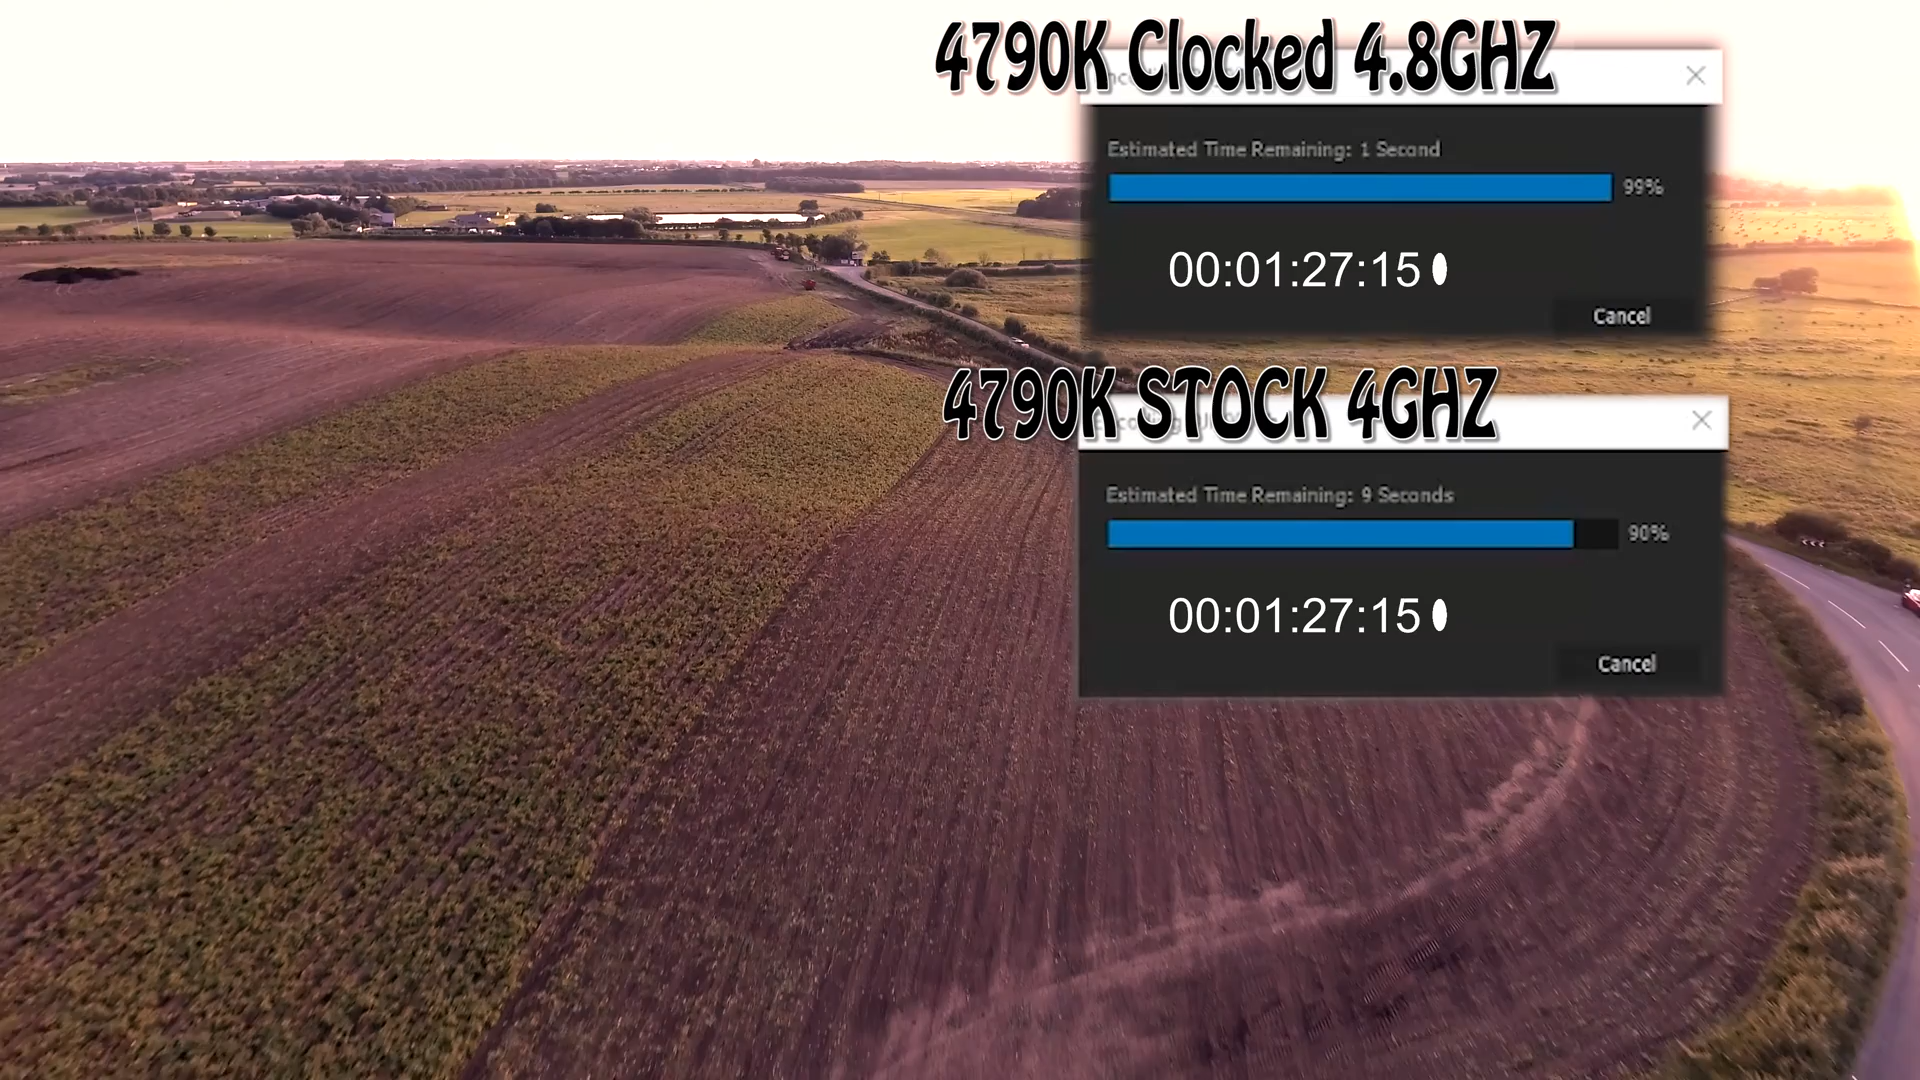 4790K Clocked 4.8GHZ
Estimated Time Remaining: 1 Second
99%
00:01:27:15
Cancel
4790K STOCK 4GHZ
Estimated Time Remaining: 9 Seconds
90%
00:01:27:15
Cancel